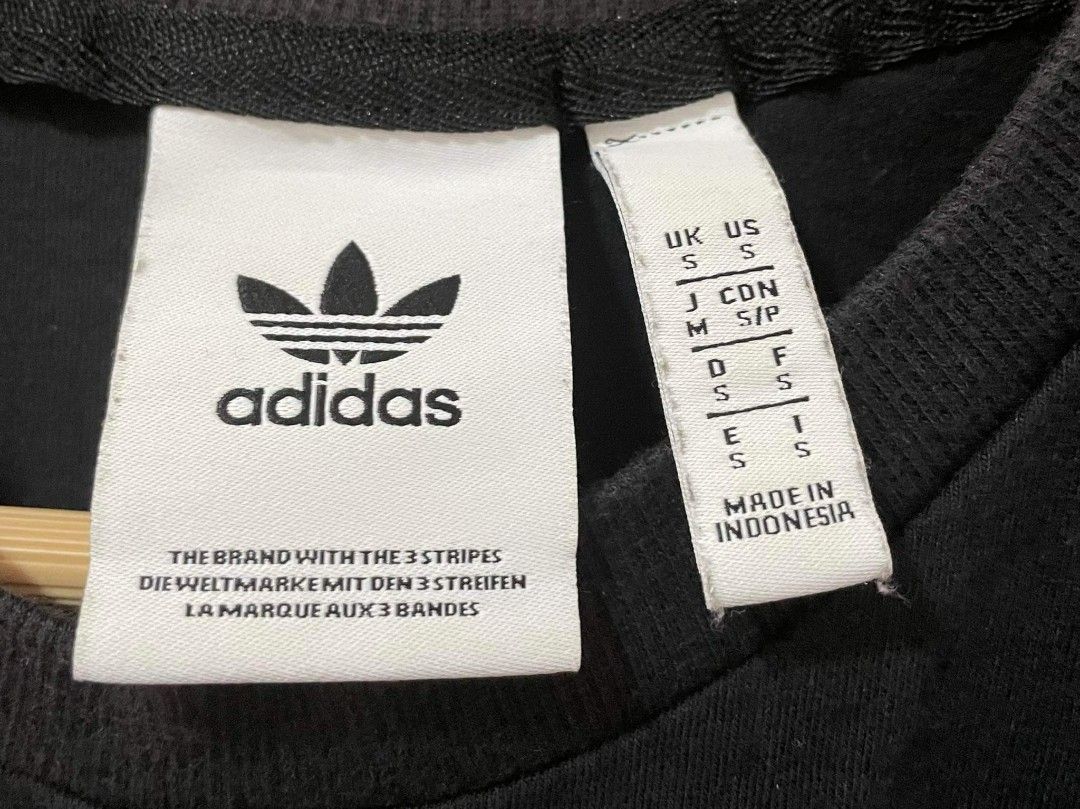 adidas
THE BRAND WITH THE 3 STRIPES
DIE WELTMARKE MIT DEN 3 STREIFEN
LA MARQUE AUX 3 BANDES
UK US
S S
J CDN
M S/P
D F
S S
E I
S S
MADE IN
INDONESIA